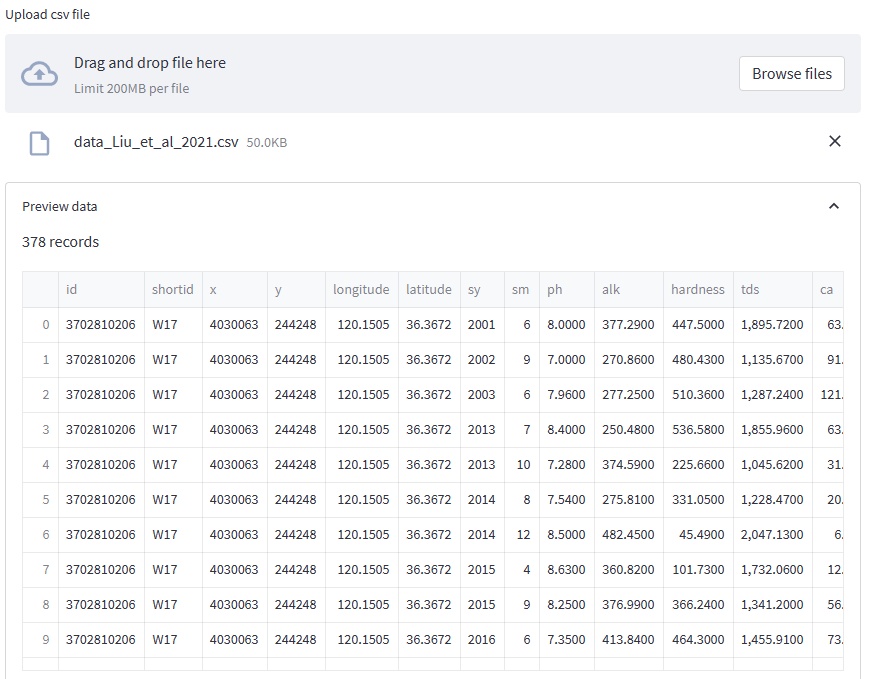 Upload csv file
Drag and drop file here
Limit 200MB per file
Browse files
data_Liu_et_al_2021.csv 50.0KB
Preview data
378 records
id shortid x y longitude latitude sy sm ph alk hardness tds ca
0 3702810206 W17 4030063 244248 120.1505 36.3672 2001 6 8.0000 377.2900 447.5000 1,895.7200 63.
1 3702810206 W17 4030063 244248 120.1505 36.3672 2002 9 7.0000 270.8600 480.4300 1,135.6700 91.
2 3702810206 W17 4030063 244248 120.1505 36.3672 2003 6 7.9600 277.2500 510.3600 1,287.2400 121.
3 3702810206 W17 4030063 244248 120.1505 36.3672 2013 7 8.4000 250.4800 536.5800 1,855.9600 63.
4 3702810206 W17 4030063 244248 120.1505 36.3672 2013 10 7.2800 374.5900 225.6600 1,045.6200 31.
5 3702810206 W17 4030063 244248 120.1505 36.3672 2014 8 7.5400 275.8100 331.0500 1,228.4700 20.
6 3702810206 W17 4030063 244248 120.1505 36.3672 2014 12 8.5000 482.4500 45.4900 2,047.1300 6.
7 3702810206 W17 4030063 244248 120.1505 36.3672 2015 4 8.6300 360.8200 101.7300 1,732.0600 12.
8 3702810206 W17 4030063 244248 120.1505 36.3672 2015 9 8.2500 376.9900 366.2400 1,341.2000 56.
9 3702810206 W17 4030063 244248 120.1505 36.3672 2016 6 7.3500 413.8400 464.3000 1,455.9100 73.